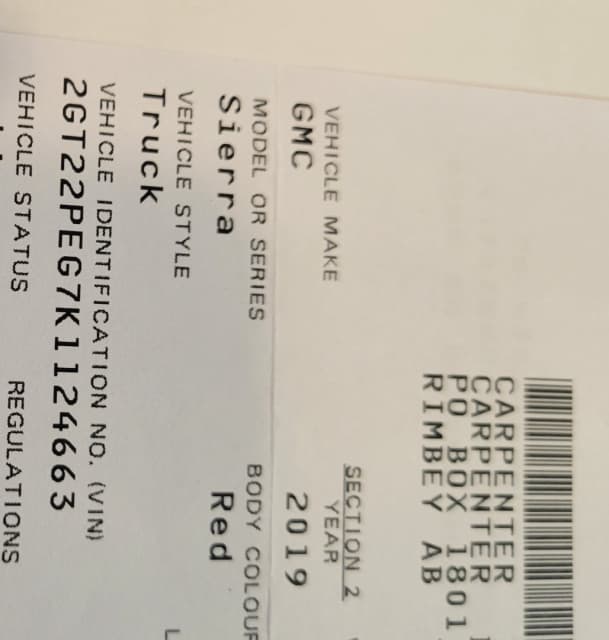 CARPENTER
CARPENTER
PO BOX 1801
RIMBEY AB
SECTION 2
VEHICLE MAKE YEAR
GMC 2019
MODEL OR SERIES BODY COLOUR
Sierra Red
VEHICLE STYLE
Truck
VEHICLE IDENTIFICATION NO. (VIN)
2GT22PEG7K1124663
VEHICLE STATUS REGULATIONS